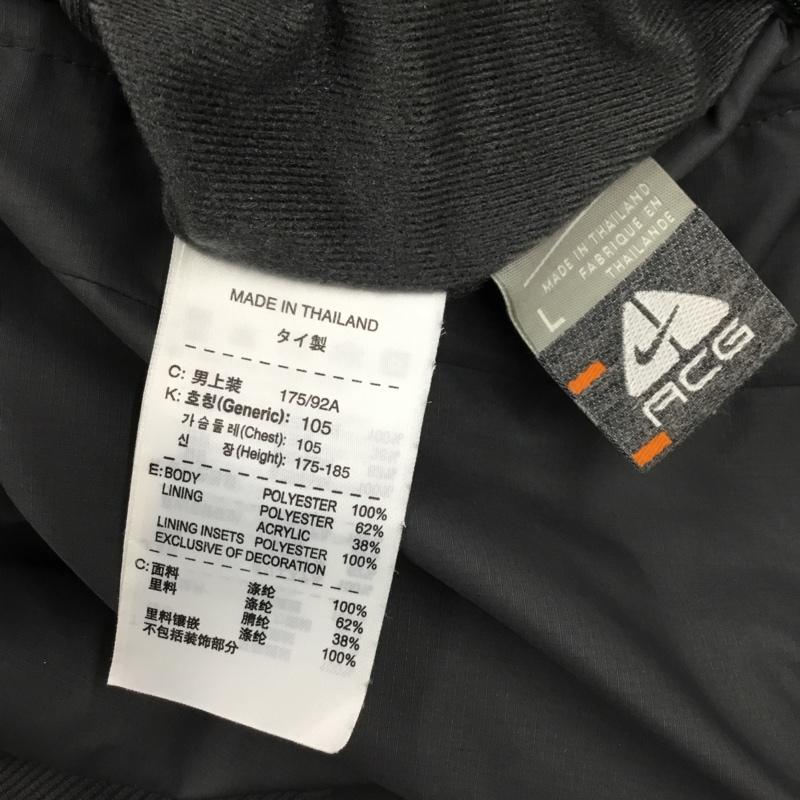 MADE IN THAILAND
タイ製
C: 男上装 175/92A
K: 호칭(Generic): 105
가슴둘레(Chest): 105
신 장(Height): 175-185
E: BODY POLYESTER 100%
LINING POLYESTER 62%
ACRYLIC 38%
LINING INSETS POLYESTER 100%
EXCLUSIVE OF DECORATION
C: 面料 涤纶 100%
里料 涤纶 62%
腈纶 38%
里料镶嵌 涤纶 100%
不包括装饰部分
MADE IN THAILAND
FABRIQUE EN
THAILANDE
L
ACG